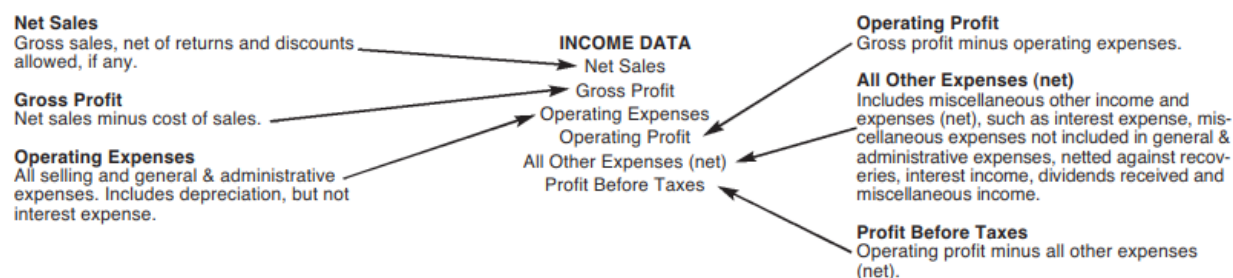 Net Sales
Gross sales, net of returns and discounts
allowed, if any.
Gross Profit
Net sales minus cost of sales.
Operating Expenses
All selling and general & administrative
expenses. Includes depreciation, but not
interest expense.
INCOME DATA
Net Sales
Gross Profit
Operating Expenses
Operating Profit
All Other Expenses (net)
Profit Before Taxes
Operating Profit
Gross profit minus operating expenses.
All Other Expenses (net)
Includes miscellaneous other income and
expenses (net), such as interest expense, mis-
cellaneous expenses not included in general &
administrative expenses, netted against recov-
eries, interest income, dividends received and
miscellaneous income.
Profit Before Taxes
Operating profit minus all other expenses
(net).